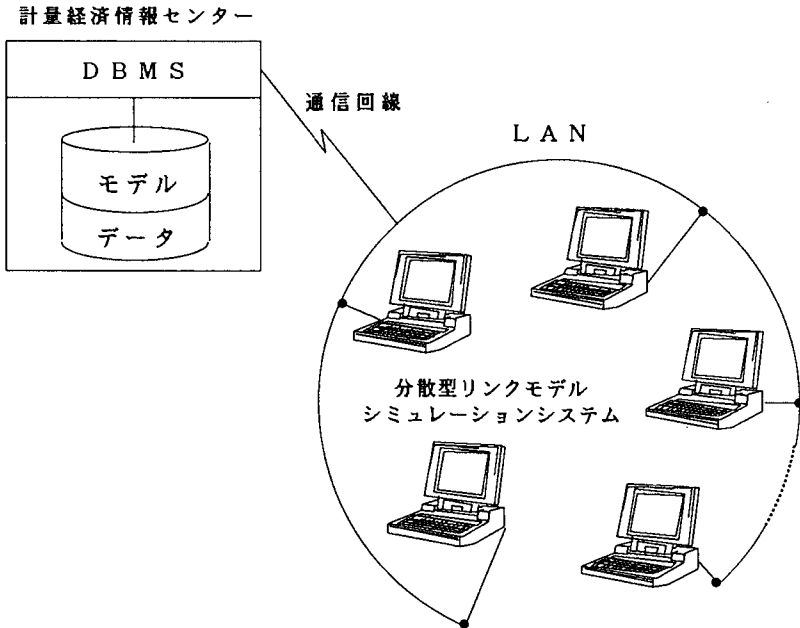 計量経済情報センター
DBMS
通信回線
モデル
データ
LAN
分散型リンクモデル
シミュレーションシステム